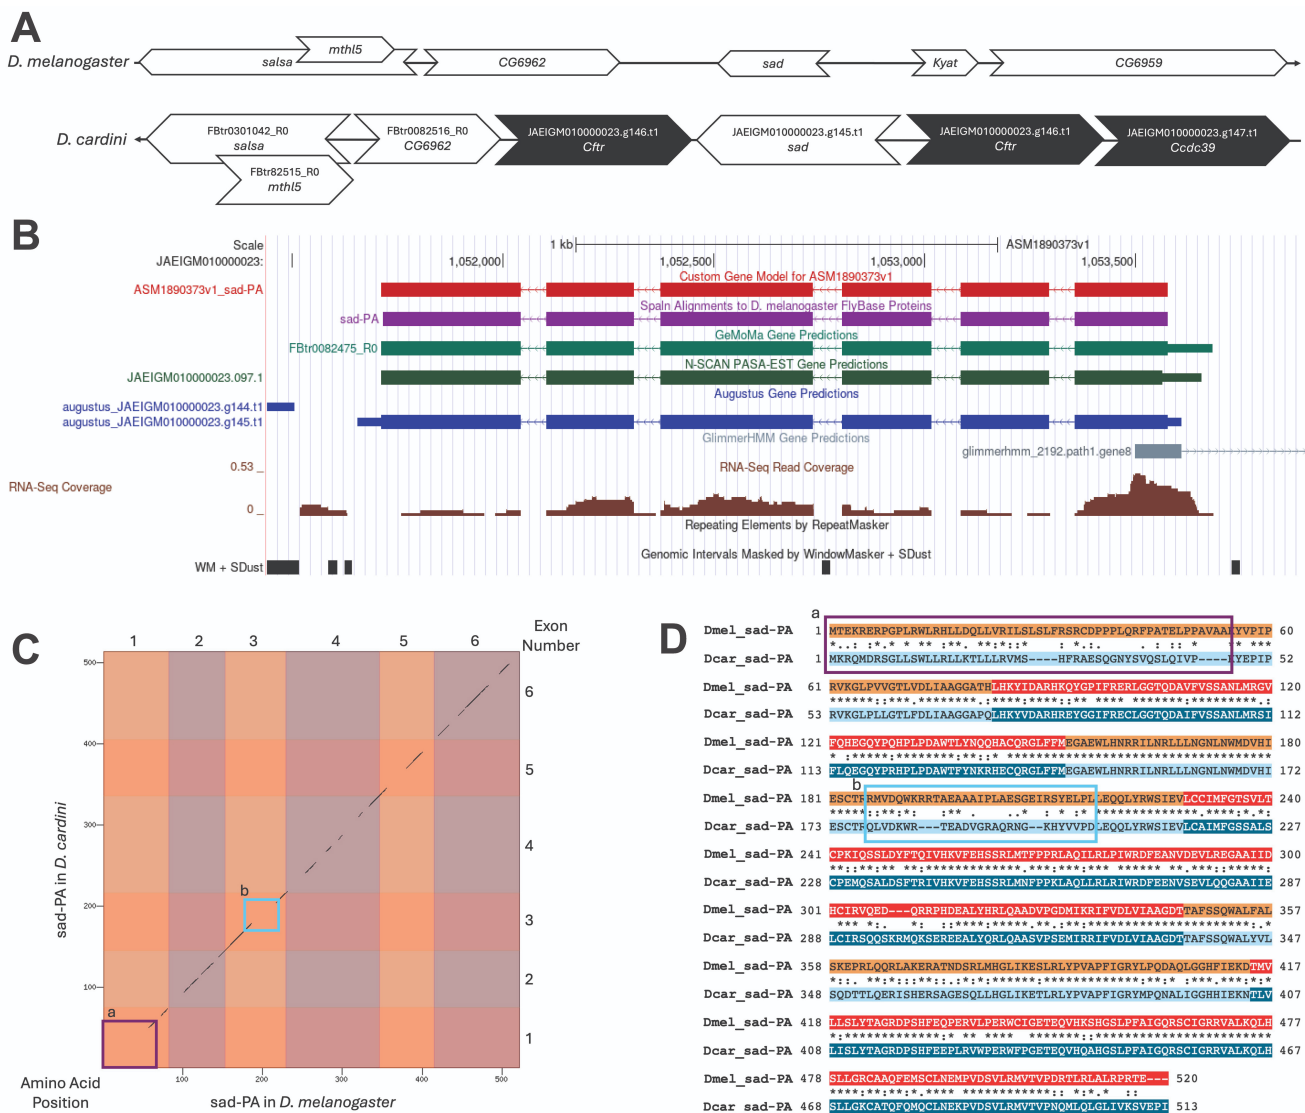 A
D. melanogaster
mthl5
salsa
CG6962
sad
Kyat
CG6959
D. cardini
FBtr0301042_R0
salsa
FBtr82515_R0
mthl5
FBtr0082516_R0
CG6962
JAEIGM010000023.g146.t1
Cftr
JAEIGM010000023.g145.t1
sad
JAEIGM010000023.g146.t1
Cftr
JAEIGM010000023.g147.t1
Ccdc39
B
Scale
1 kb
ASM1890373v1
JAEIGM010000023:
1,052,000
1,052,500
1,053,000
1,053,500
Custom Gene Model for ASM1890373v1
ASM1890373v1_sad-PA
Spaln Alignments to D. melanogaster FlyBase Proteins
sad-PA
GeMoMa Gene Predictions
FBtr0082475_R0
N-SCAN PASA-EST Gene Predictions
JAEIGM010000023.097.1
Augustus Gene Predictions
augustus_JAEIGM010000023.g144.t1
augustus_JAEIGM010000023.g145.t1
GlimmerHMM Gene Predictions
glimmerhmm_2192.path1.gene8
0.53
RNA-Seq Read Coverage
RNA-Seq Coverage
0
Repeating Elements by RepeatMasker
Genomic Intervals Masked by WindowMasker + SDust
WM + SDust
C
1 2 3 4 5 6
Exon Number
500
400
300
200
100
6
5
4
3
2
1
sad-PA in D. cardini
b
a
100 200 300 400 500
Amino Acid Position
sad-PA in D. melanogaster
D
a
Dmel_sad-PA 1 MTEKRERPGPLRWLRHLLDQLLVRILSLSLFRSRCDPPPLQRFPATELPPAVAAKYVPIP 60
Dcar_sad-PA 1 MKRQMDRSGLLSWLLRLLKTLLLRVMS----HFRAESQGNYSVQSLQIVP----KYEPIP 52
Dmel_sad-PA 61 RVKGLPVVGTLVDLIAAGGATHLHKYIDARHKQYGPIFRERLGGTQDAVFVSSANLMRGV 120
Dcar_sad-PA 53 RVKGLPLLGTLFDLIAAGGAPQLHKYVDARHREYGGIFRECLGGTQDAIFVSSANLMRSI 112
Dmel_sad-PA 121 FQHEGQYPQHPLPDAWTLYNQQHACQRGLFFMEGAEWLHNRRILNRLLLNGNLNWMDVHI 180
Dcar_sad-PA 113 FLQEGQYPRHPLPDAWTFYNKRHECQRGLFFMEGAEWLHNRRILNRLLLNGNLNWMDVHI 172
b
Dmel_sad-PA 181 ESCTRRMVDQWKRRTAEAAAIPLAESGEIRSYELPLLEQQLYRWSIEVLCCIMFGTSVLT 240
Dcar_sad-PA 173 ESCTRQLVDKWR---TEADVGRAQRNG--KHYVVPDLEQQLYRWSIEVLCAIMFGSSALS 227
Dmel_sad-PA 241 CPKIQSSLDYFTQIVHKVFEHSSRLMTFPPRLAQILRLPIWRDFEANVDEVLREGAAIID 300
Dcar_sad-PA 228 CPEMQSALDSFTRIVHKVFEHSSRLMNFPPKLAQLLRLRIWRDFEENVSEVLQQGAAIIE 287
Dmel_sad-PA 301 HCIRVQED---QRRPHDEALYHRLQAADVPGDMIKRIFVDLVIAAGDTTAFSSQWALFAL 357
Dcar_sad-PA 288 LCIRSQQSKRMQKSEREEALYQRLQAASVPSEMIRRIFVDLVIAAGDTTAFSSQWALYVL 347
Dmel_sad-PA 358 SKEPRLQQRLAKERATNDSRLMHGLIKESLRLYPVAPFIGRYLPQDAQLGGHFIEKDTMV 417
Dcar_sad-PA 348 SQDTTLQERISHERSAGESQLLHGLIKETLRLYPVAPFIGRYMPQNALIGGHHIEKNTLV 407
Dmel_sad-PA 418 LLSLYTAGRDPSHFEQPERVLPERWCIGETEQVHKSHGSLPFAIGQRSCIGRRVALKQLH 477
Dcar_sad-PA 408 LISLYTAGRDPSHFEEPLRVWPERWFPGETEQVHQAHGSLPFAIGQRSCIGRRVALKQLH 467
Dmel_sad-PA 478 SLLGRCAAQFEMSCLNEMPVDSVLRMVTVPDRTLRLALRPRTE--- 520
Dcar_sad-PA 468 SLLGKCATQFQMQCLNEKPVDSVLRMVTVPNQMLQLGLIVKSVEPI 513